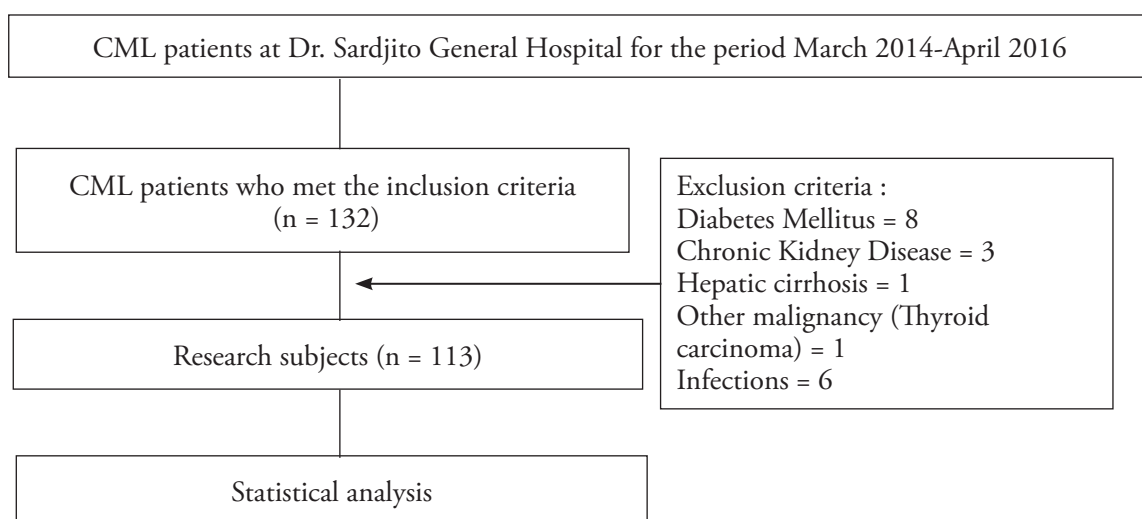 CML patients at Dr. Sardjito General Hospital for the period March 2014-April 2016
CML patients who met the inclusion criteria
(n = 132)
Exclusion criteria :
Diabetes Mellitus = 8
Chronic Kidney Disease = 3
Hepatic cirrhosis = 1
Other malignancy (Thyroid
carcinoma) = 1
Infections = 6
Research subjects (n = 113)
Statistical analysis